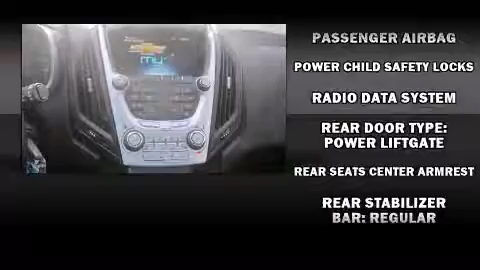 PASSENGER AIRBAG
POWER CHILD SAFETY LOCKS
RADIO DATA SYSTEM
REAR DOOR TYPE:
POWER LIFTGATE
REAR SEATS CENTER ARMREST
REAR STABILIZER
BAR: REGULAR